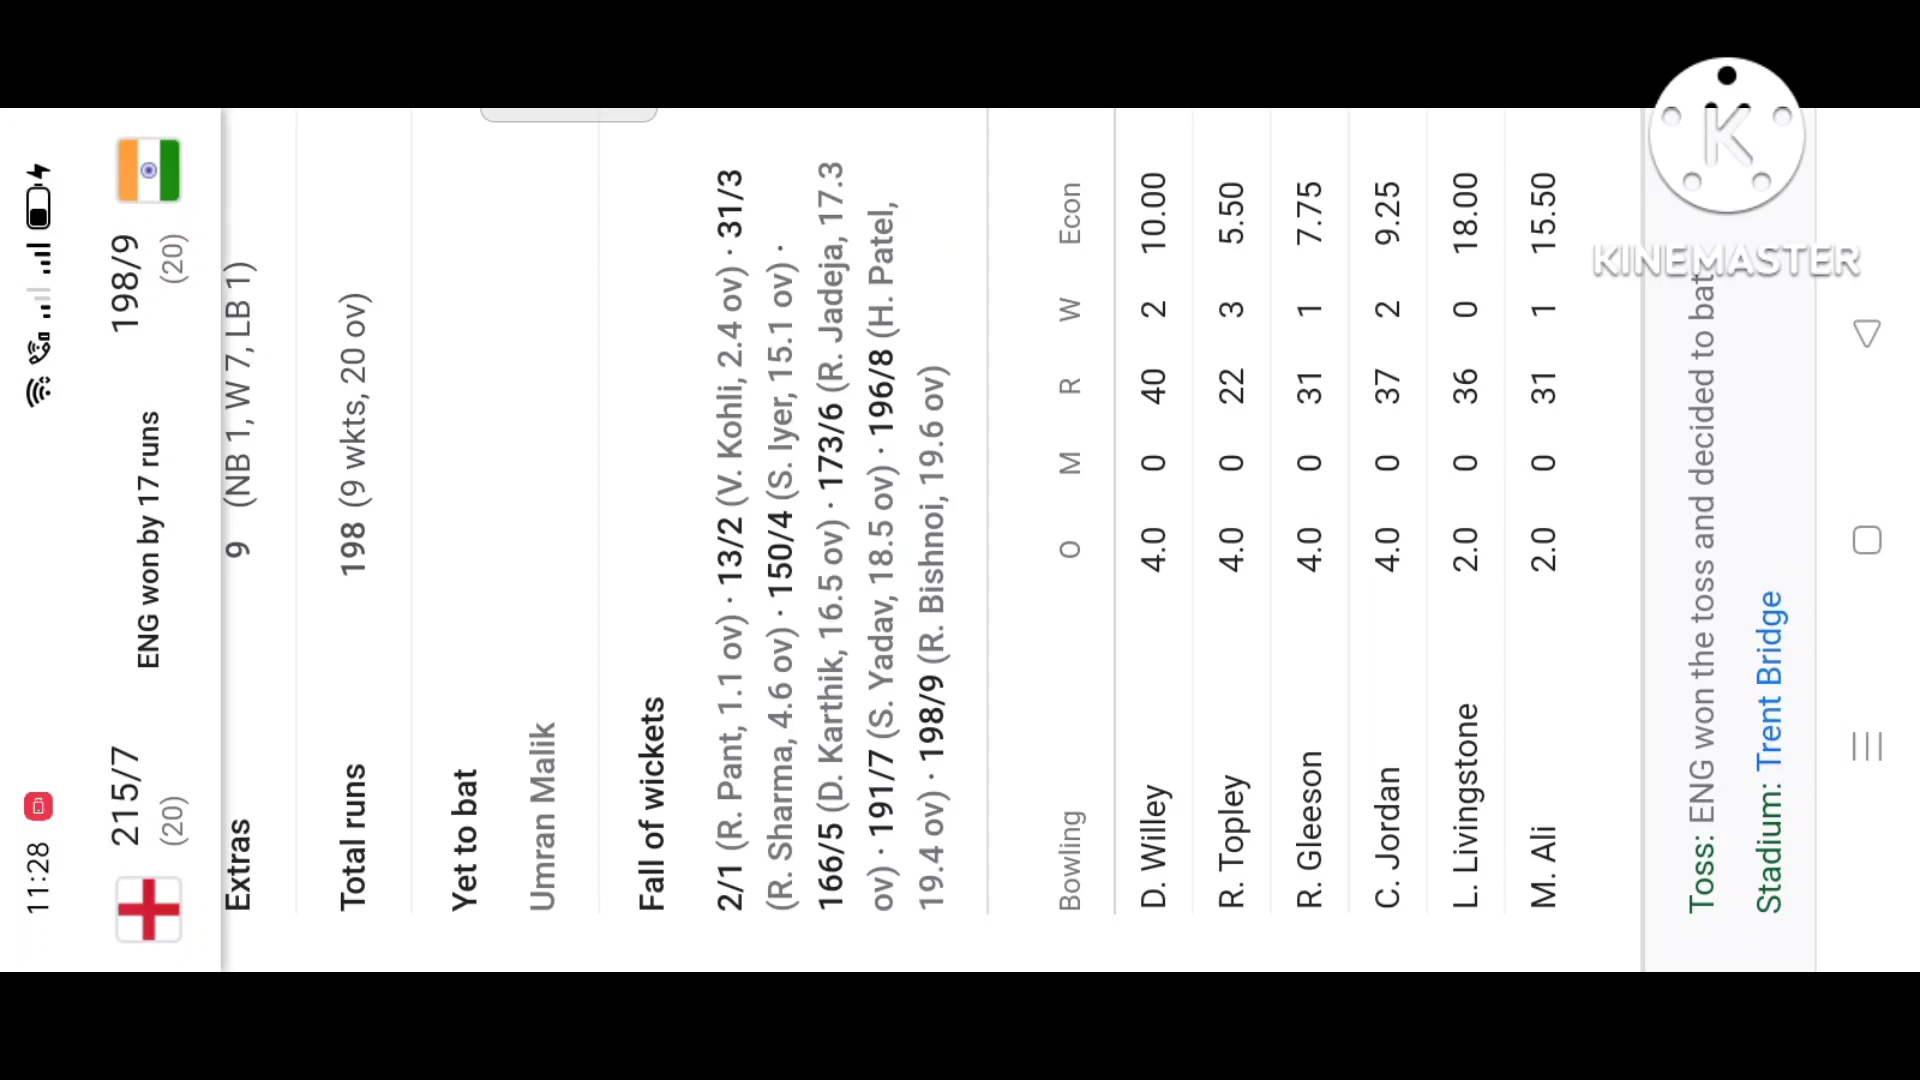 11:28
215/7
(20)
ENG won by 17 runs
198/9
(20)
Extras 9 (NB 1, W 7, LB 1)
Total runs 198 (9 wkts, 20 ov)
Yet to bat
Umran Malik
Fall of wickets
2/1 (R. Pant, 1.1 ov) · 13/2 (V. Kohli, 2.4 ov) · 31/3
(R. Sharma, 4.6 ov) · 150/4 (S. Iyer, 15.1 ov) ·
166/5 (D. Karthik, 16.5 ov) · 173/6 (R. Jadeja, 17.3
ov) · 191/7 (S. Yadav, 18.5 ov) · 196/8 (H. Patel,
19.4 ov) · 198/9 (R. Bishnoi, 19.6 ov)
Bowling O M R W Econ
D. Willey 4.0 0 40 2 10.00
R. Topley 4.0 0 22 3 5.50
R. Gleeson 4.0 0 31 1 7.75
C. Jordan 4.0 0 37 2 9.25
L. Livingstone 2.0 0 36 0 18.00
M. Ali 2.0 0 31 1 15.50
Toss: ENG won the toss and decided to bat
Stadium: Trent Bridge
K
KINEMASTER